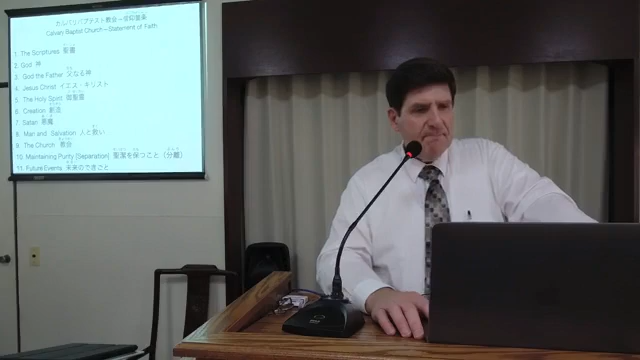 カルバリバプテスト教会－信仰箇条
Calvary Baptist Church – Statement of Faith
1. The Scriptures 聖書
2. God 神
3. God the Father 父なる神
4. Jesus Christ イエス・キリスト
5. The Holy Spirit 御聖霊
6. Creation 創造
7. Satan 悪魔
8. Man and Salvation 人と救い
9. The Church 教会
10. Maintaining Purity (Separation) 聖潔を保つこと（分離）
11. Future Events 未来のできごと